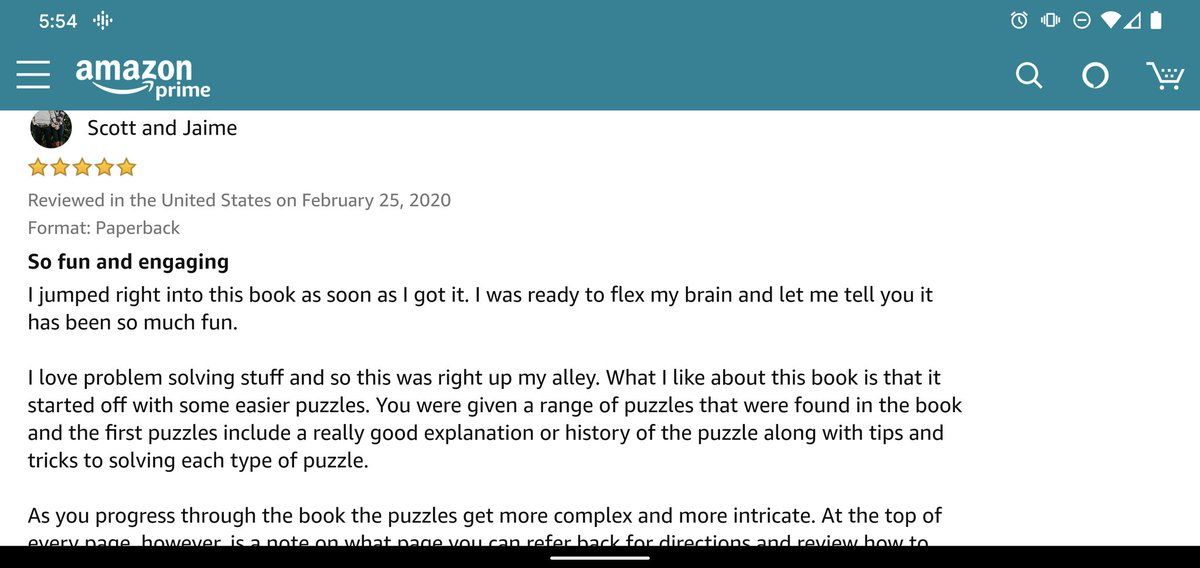 5:54
amazon
prime
Scott and Jaime
Reviewed in the United States on February 25, 2020
Format: Paperback
So fun and engaging
I jumped right into this book as soon as I got it. I was ready to flex my brain and let me tell you it
has been so much fun.
I love problem solving stuff and so this was right up my alley. What I like about this book is that it
started off with some easier puzzles. You were given a range of puzzles that were found in the book
and the first puzzles include a really good explanation or history of the puzzle along with tips and
tricks to solving each type of puzzle.
As you progress through the book the puzzles get more complex and more intricate. At the top of
every page, however, is a note on what page you can refer back for directions and review how to